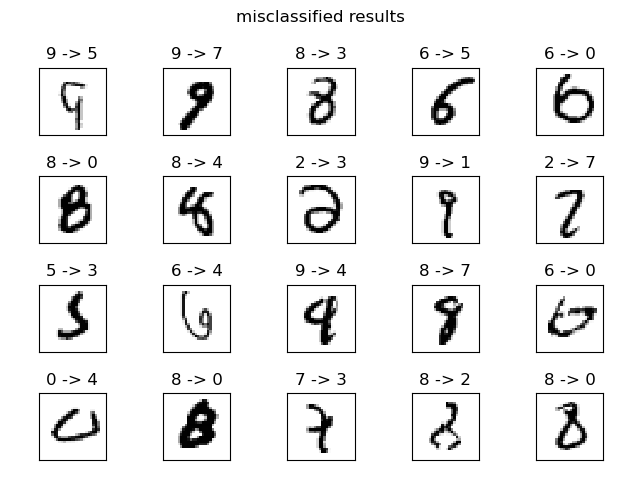 misclassified results
9 -> 5 9 -> 7 8 -> 3 6 -> 5 6 -> 0
8 -> 0 8 -> 4 2 -> 3 9 -> 1 2 -> 7
5 -> 3 6 -> 4 9 -> 4 8 -> 7 6 -> 0
0 -> 4 8 -> 0 7 -> 3 8 -> 2 8 -> 0